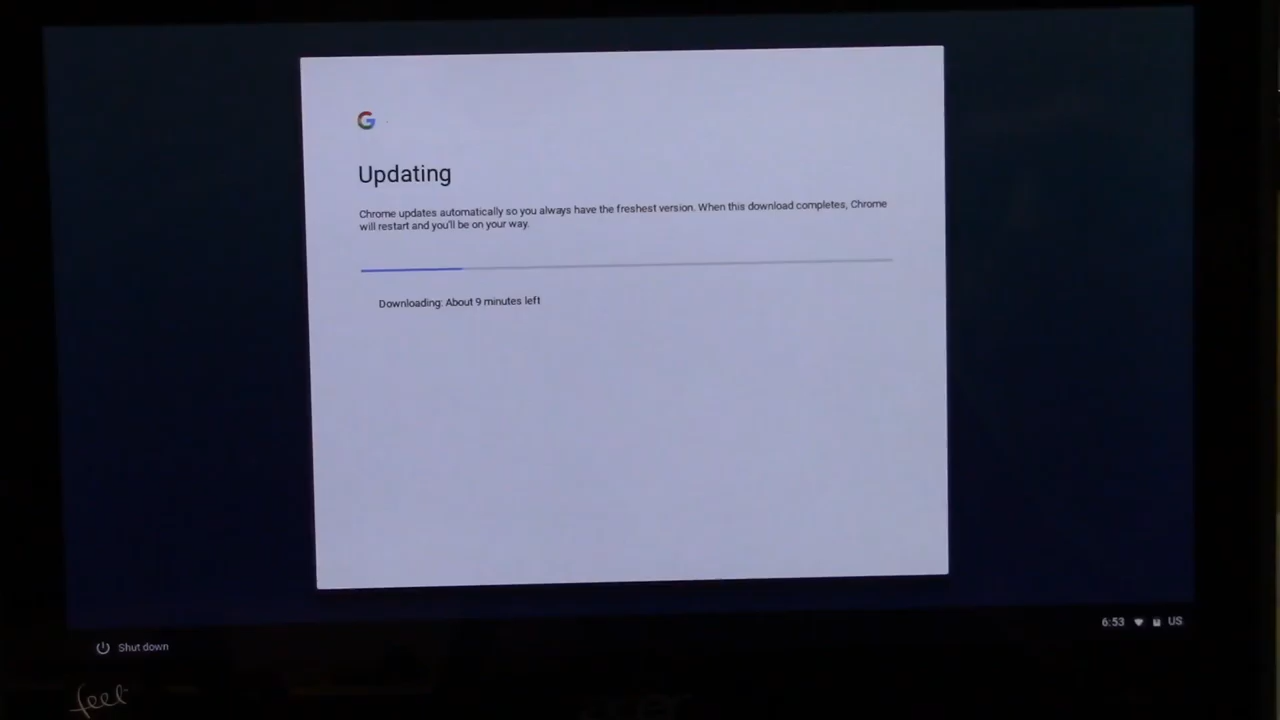 G
Updating
Chrome updates automatically so you always have the freshest version. When this download completes, Chrome
will restart and you'll be on your way.
Downloading: About 9 minutes left
6:53 US
Shut down
feel